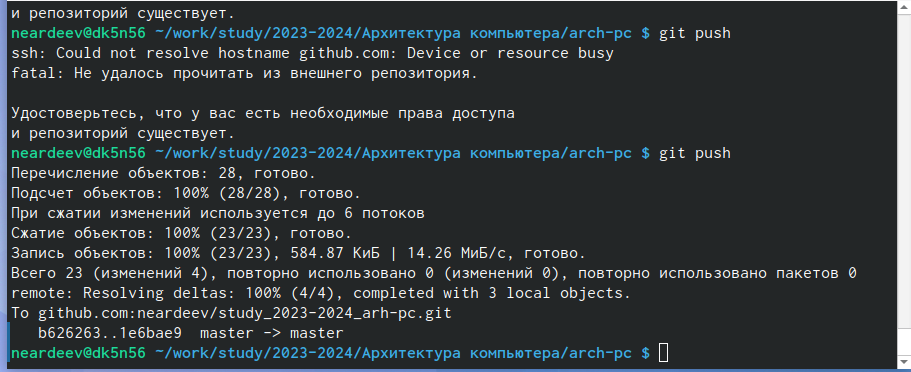 и репозиторий существует.
neardeev@dk5n56 ~/work/study/2023-2024/Архитектура компьютера/arch-pc $ git push
ssh: Could not resolve hostname github.com: Device or resource busy
fatal: Не удалось прочитать из внешнего репозитория.
Удостоверьтесь, что у вас есть необходимые права доступа
и репозиторий существует.
neardeev@dk5n56 ~/work/study/2023-2024/Архитектура компьютера/arch-pc $ git push
Перечисление объектов: 28, готово.
Подсчет объектов: 100% (28/28), готово.
При сжатии изменений используется до 6 потоков
Сжатие объектов: 100% (23/23), готово.
Запись объектов: 100% (23/23), 584.87 КиБ | 14.26 МиБ/с, готово.
Всего 23 (изменений 4), повторно использовано 0 (изменений 0), повторно использовано пакетов 0
remote: Resolving deltas: 100% (4/4), completed with 3 local objects.
To github.com:neardeev/study_2023-2024_arh-pc.git
   b626263..1e6bae9  master -> master
neardeev@dk5n56 ~/work/study/2023-2024/Архитектура компьютера/arch-pc $